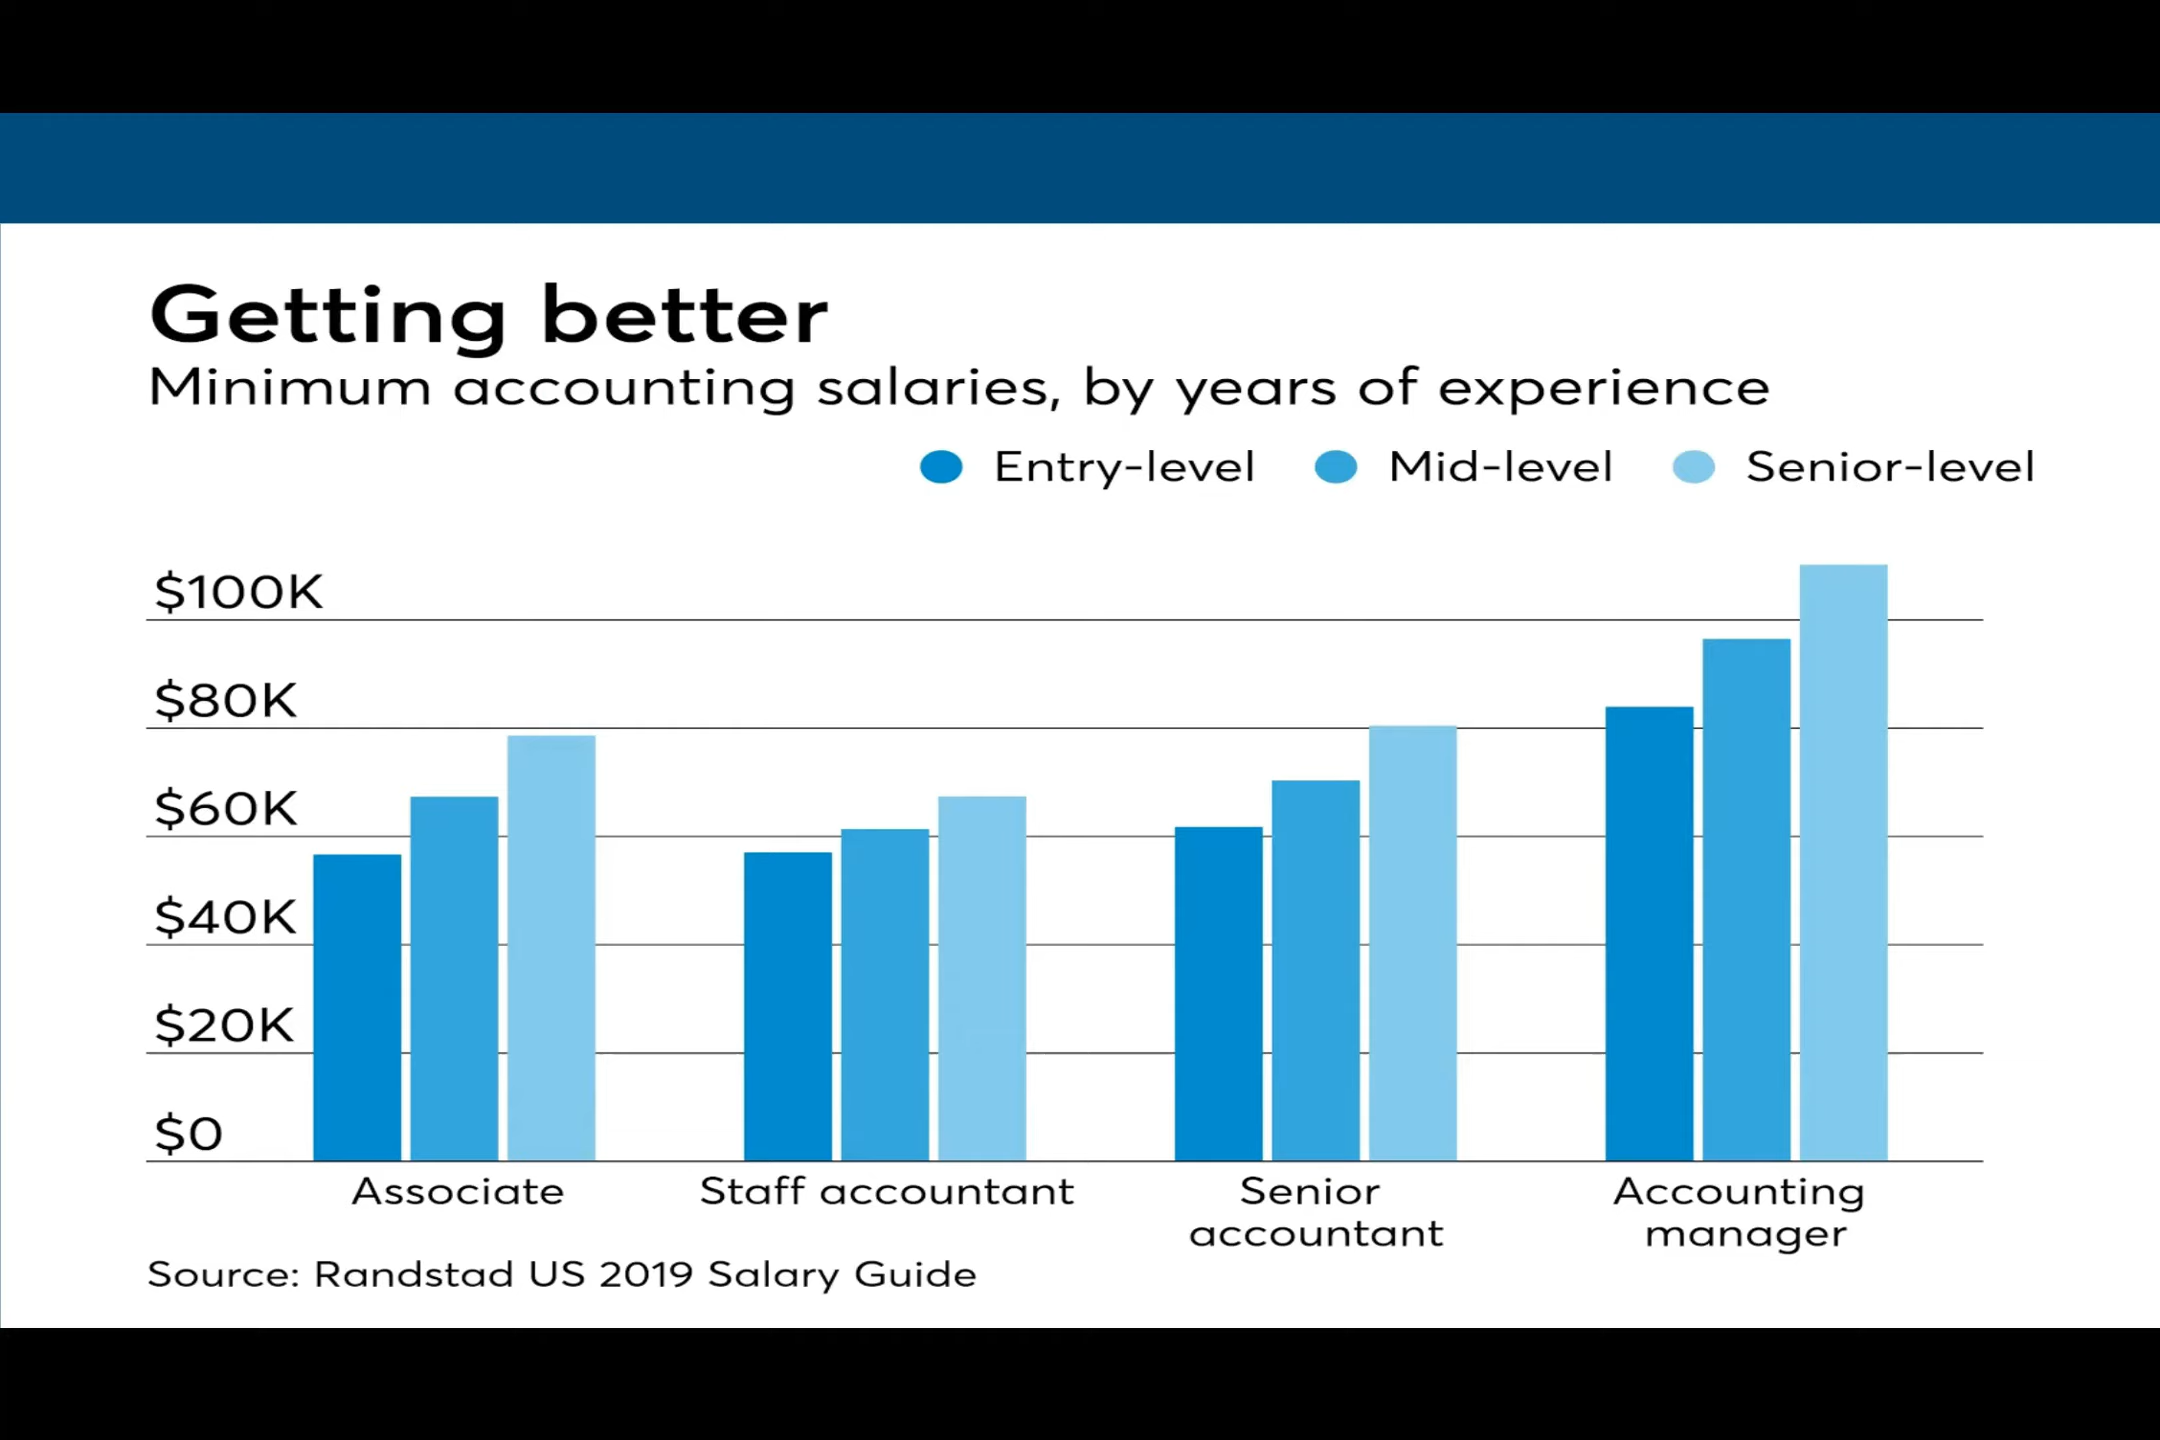 Getting better
Minimum accounting salaries, by years of experience
Entry-level Mid-level Senior-level
$100K
$80K
$60K
$40K
$20K
$0
Associate Staff accountant Senior accountant Accounting manager
Source: Randstad US 2019 Salary Guide